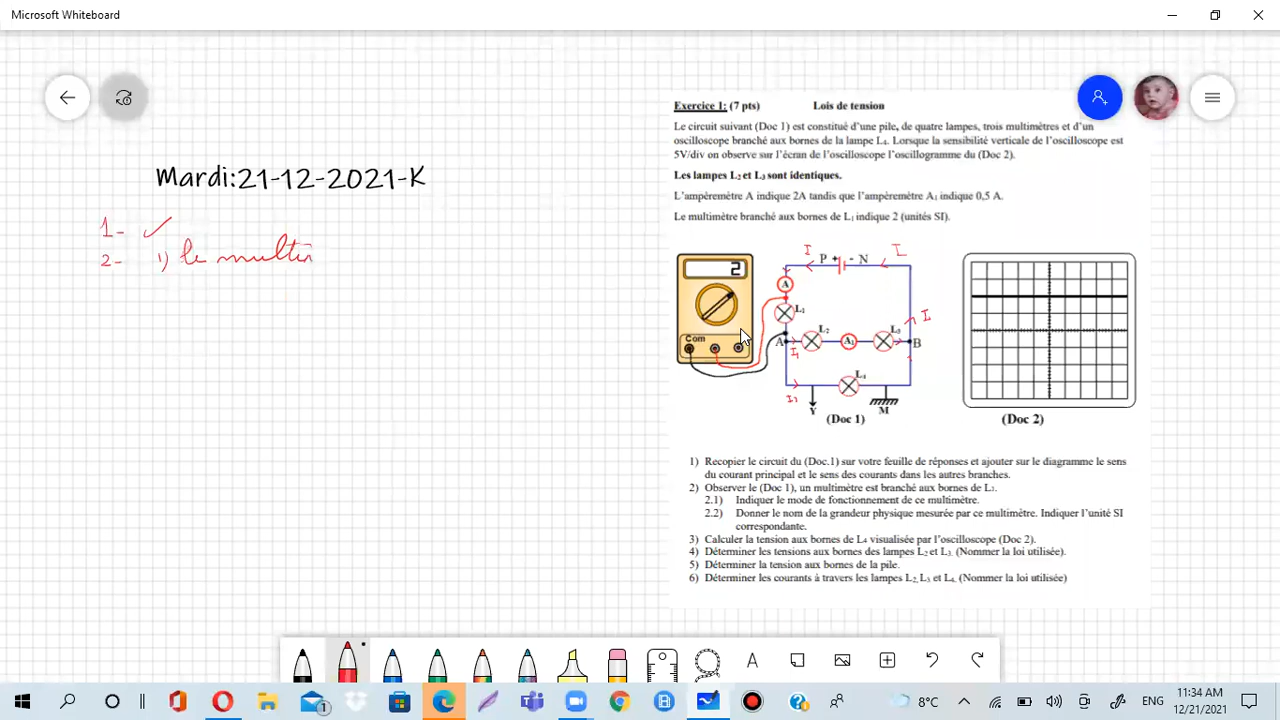 Microsoft Whiteboard
Mardi:21-12-2021-K
1- ✓
2- 1) le multim
Exercice 1: (7 pts) Lois de tension
Le circuit suivant (Doc 1) est constitué d'une pile, de quatre lampes, trois multimètres et d'un
oscilloscope branché aux bornes de la lampe L4. Lorsque la sensibilité verticale de l'oscilloscope est
5V/div on observe sur l'écran de l'oscilloscope l'oscillogramme du (Doc 2).
Les lampes L2 et L3 sont identiques.
L'ampèremètre A indique 2A tandis que l'ampèremètre A1 indique 0,5 A.
Le multimètre branché aux bornes de L1 indique 2 (unités SI).
2
Com
I P + - N I
A
L1
A I1 L2 A1 L3 B I
L4
Y M
(Doc 1)
(Doc 2)
1) Recopier le circuit du (Doc.1) sur votre feuille de réponses et ajouter sur le diagramme le sens
du courant principal et le sens des courants dans les autres branches.
2) Observer le (Doc 1), un multimètre est branché aux bornes de L1.
2.1) Indiquer le mode de fonctionnement de ce multimètre.
2.2) Donner le nom de la grandeur physique mesurée par ce multimètre. Indiquer l'unité SI
correspondante.
3) Calculer la tension aux bornes de L4 visualisée par l'oscilloscope (Doc 2).
4) Déterminer les tensions aux bornes des lampes L2 et L3. (Nommer la loi utilisée).
5) Déterminer la tension aux bornes de la pile.
6) Déterminer les courants à travers les lampes L2, L3 et L4. (Nommer la loi utilisée)
A
1
8°C
ENG
11:34 AM
12/21/2021